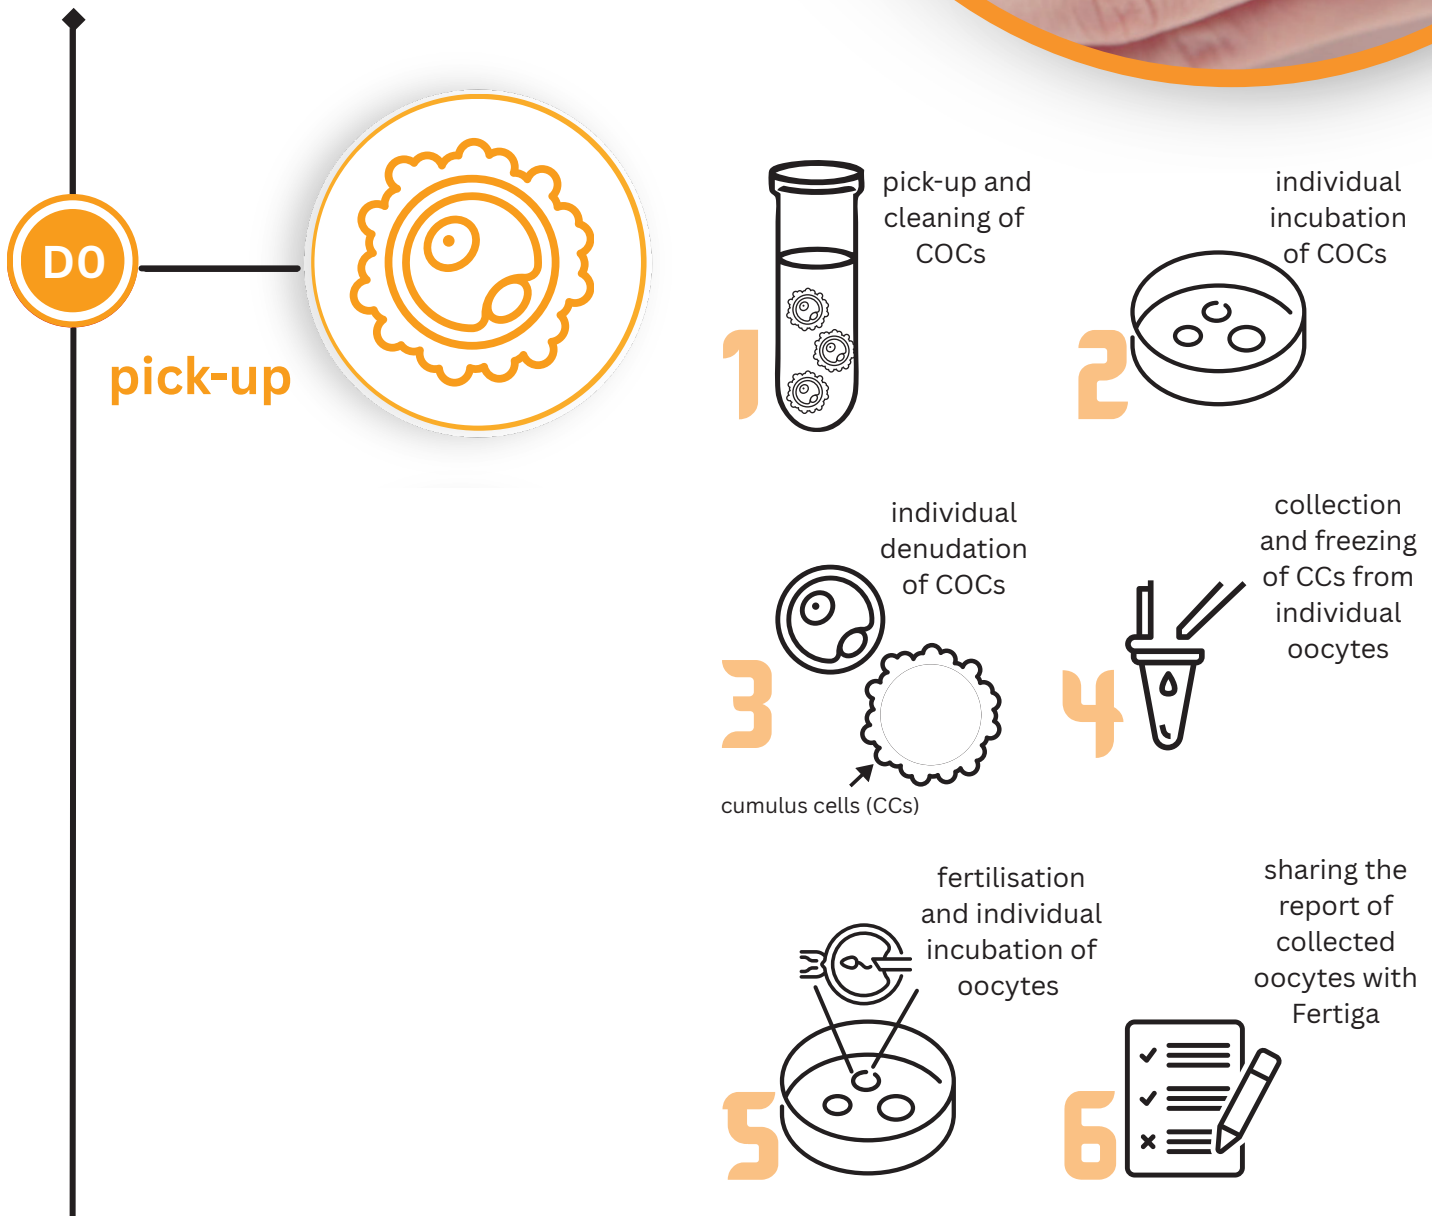 D0
pick-up
1
pick-up and
cleaning of
COCs
2
individual
incubation
of COCs
3
individual
denudation
of COCs
cumulus cells (CCs)
4
collection
and freezing
of CCs from
individual
oocytes
5
fertilisation
and individual
incubation of
oocytes
6
sharing the
report of
collected
oocytes with
Fertiga